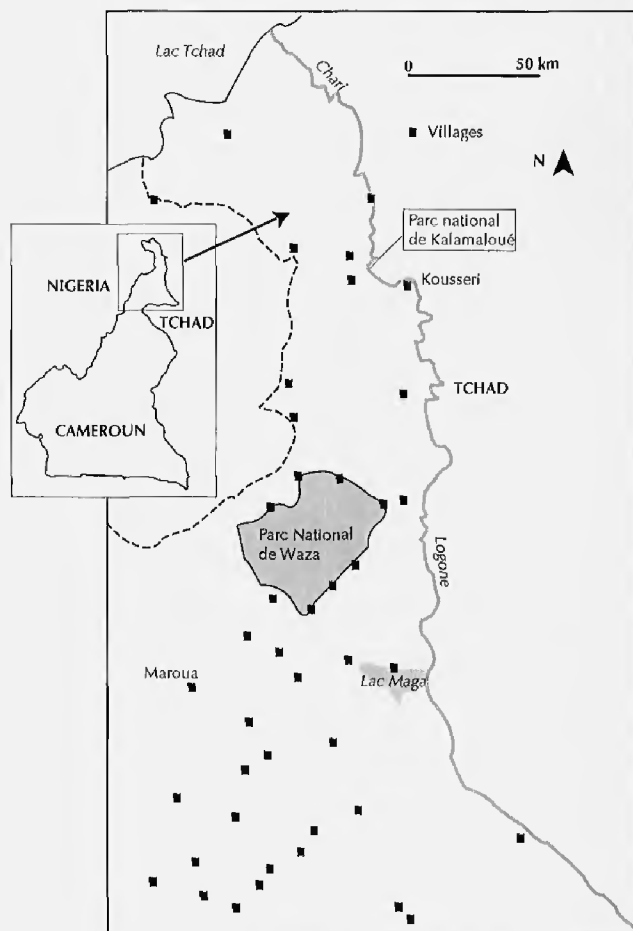 Lac Tchad
Chari
0 50 km
Villages
N
Parc national
de Kalamaloué
Kousseri
NIGERIA
TCHAD
CAMEROUN
TCHAD
Parc National
de Waza
Logone
Maroua
Lac Maga